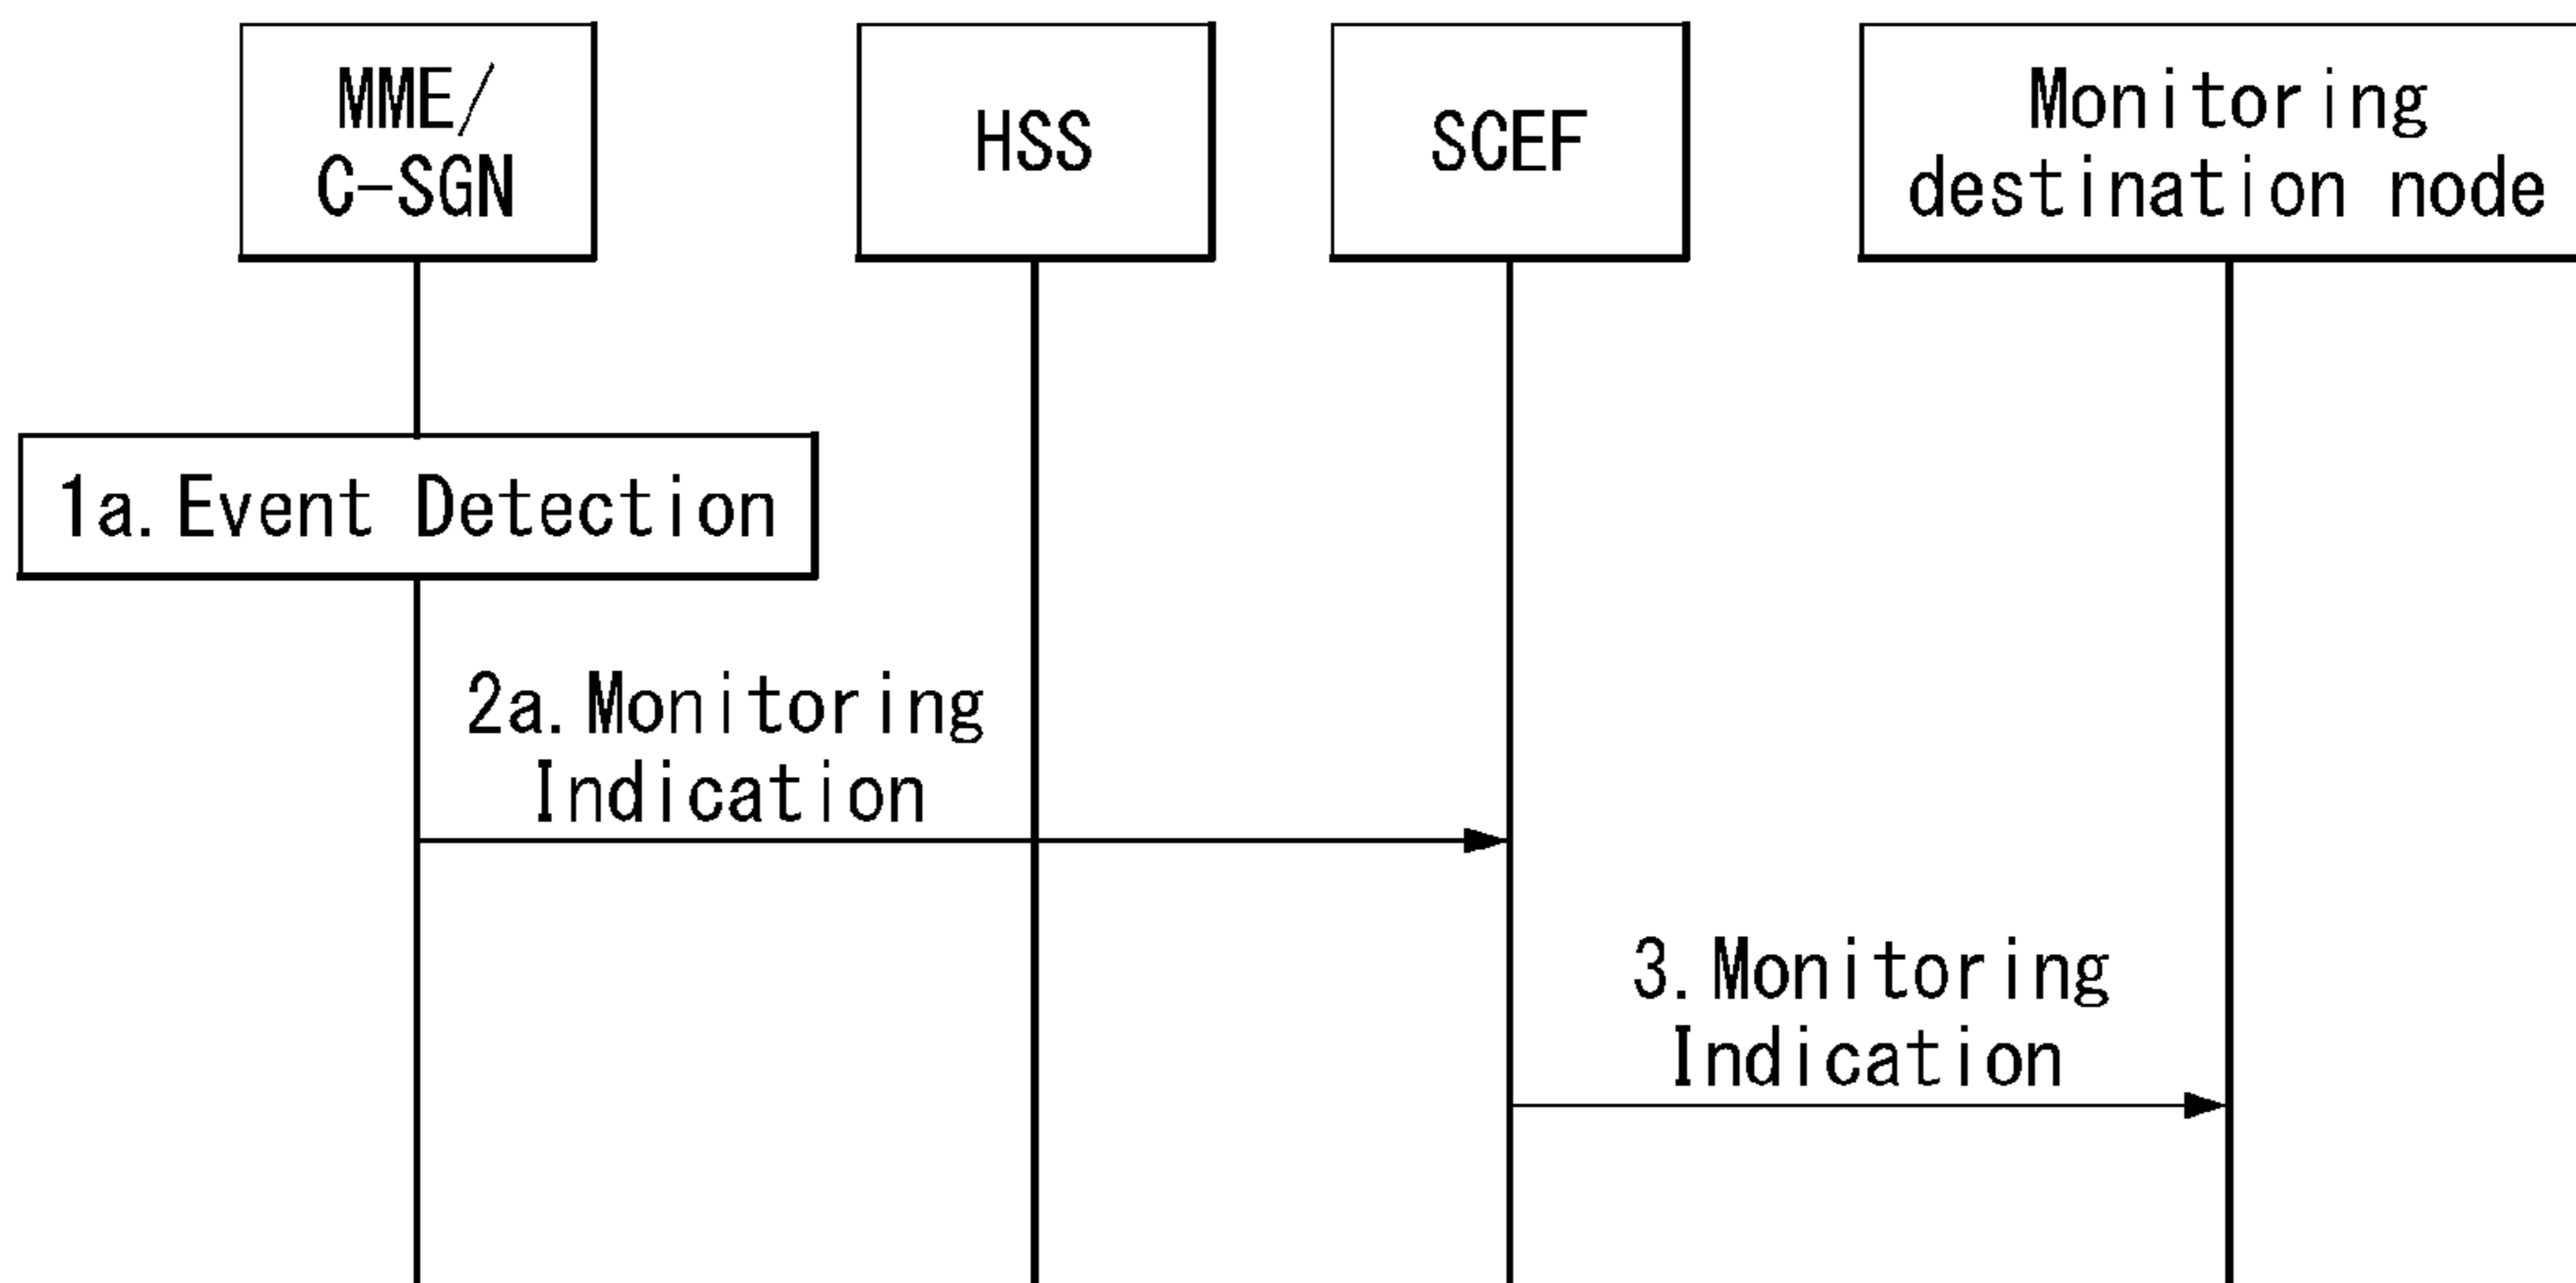 MME/
C-SGN
HSS
SCEF
Monitoring
destination node
1a. Event Detection
2a. Monitoring
Indication
3. Monitoring
Indication